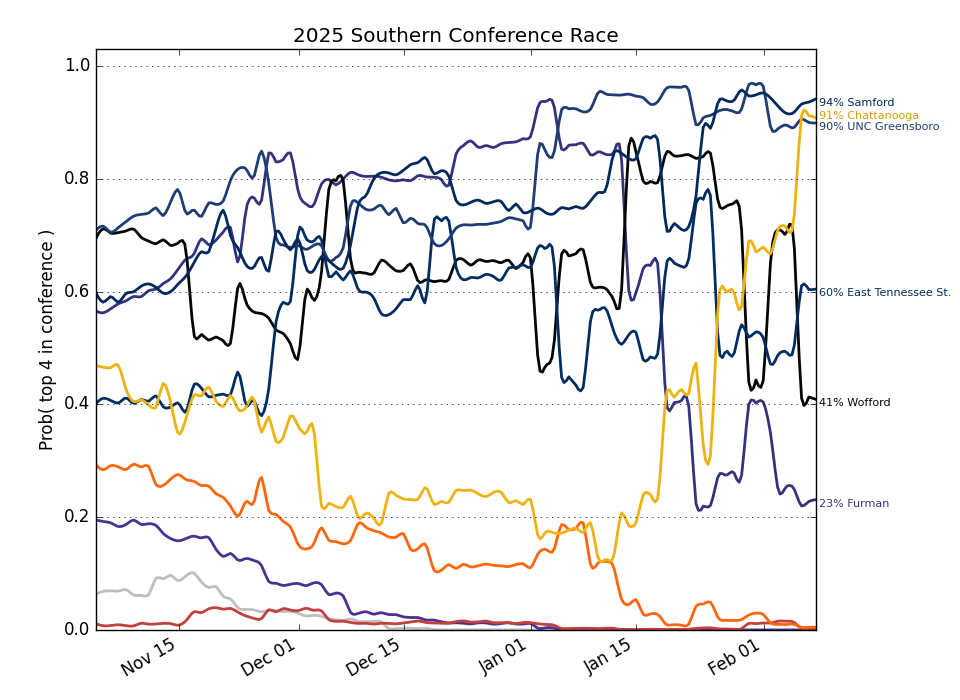 2025 Southern Conference Race
Prob( top 4 in conference )
1.0
0.8
0.6
0.4
0.2
0.0
94% Samford
91% Chattanooga
90% UNC Greensboro
60% East Tennessee St.
41% Wofford
23% Furman
Nov 15
Dec 01
Dec 15
Jan 01
Jan 15
Feb 01